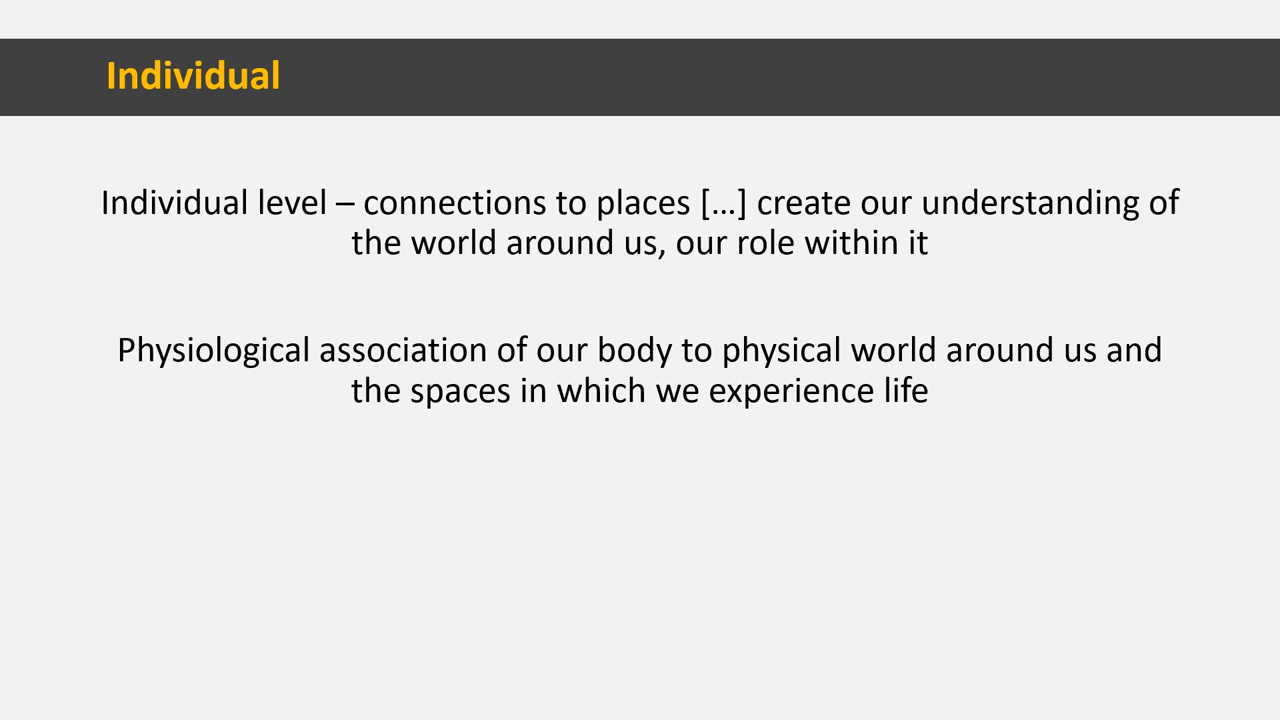 Individual
Individual level – connections to places […] create our understanding of
the world around us, our role within it
Physiological association of our body to physical world around us and
the spaces in which we experience life